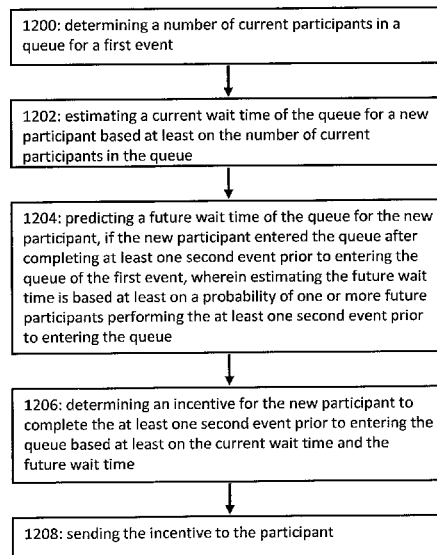 1200: determining a number of current participants in a
queue for a first event
1202: estimating a current wait time of the queue for a new
participant based at least on the number of current
participants in the queue
1204: predicting a future wait time of the queue for the new
participant, if the new participant entered the queue after
completing at least one second event prior to entering the
queue of the first event, wherein estimating the future wait
time is based at least on a probability of one or more future
participants performing the at least one second event prior
to entering the queue
1206: determining an incentive for the new participant to
complete the at least one second event prior to entering the
queue based at least on the current wait time and the
future wait time
1208: sending the incentive to the participant